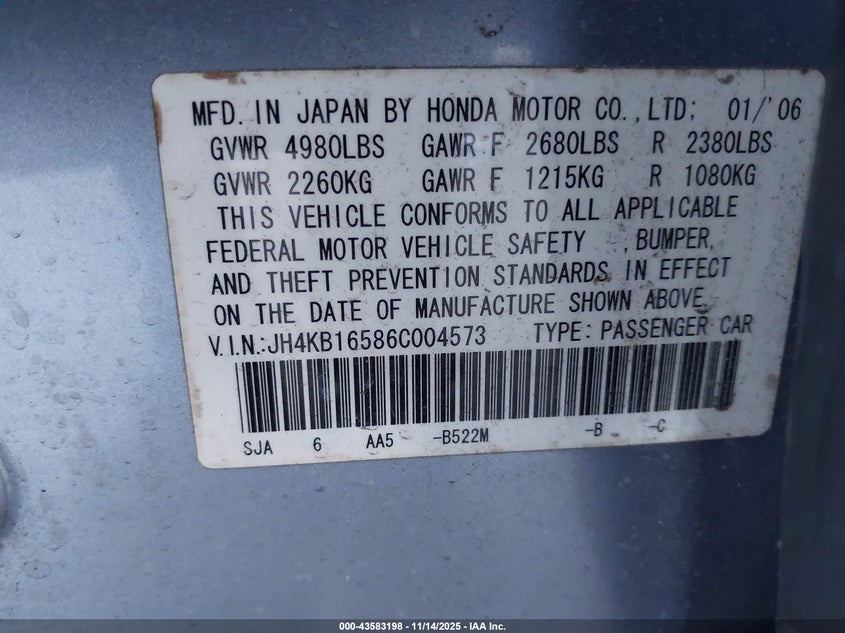 MFD. IN JAPAN BY HONDA MOTOR CO., LTD; 01/'06
GVWR 4980LBS GAWR F 2680LBS R 2380LBS
GVWR 2260KG GAWR F 1215KG R 1080KG
THIS VEHICLE CONFORMS TO ALL APPLICABLE
FEDERAL MOTOR VEHICLE SAFETY , BUMPER,
AND THEFT PREVENTION STANDARDS IN EFFECT
ON THE DATE OF MANUFACTURE SHOWN ABOVE.
V.I.N.:JH4KB16586C004573 TYPE: PASSENGER CAR
SJA 6 AA5 -B522M -B -C
000-43583198 - 11/14/2025 - IAA Inc.